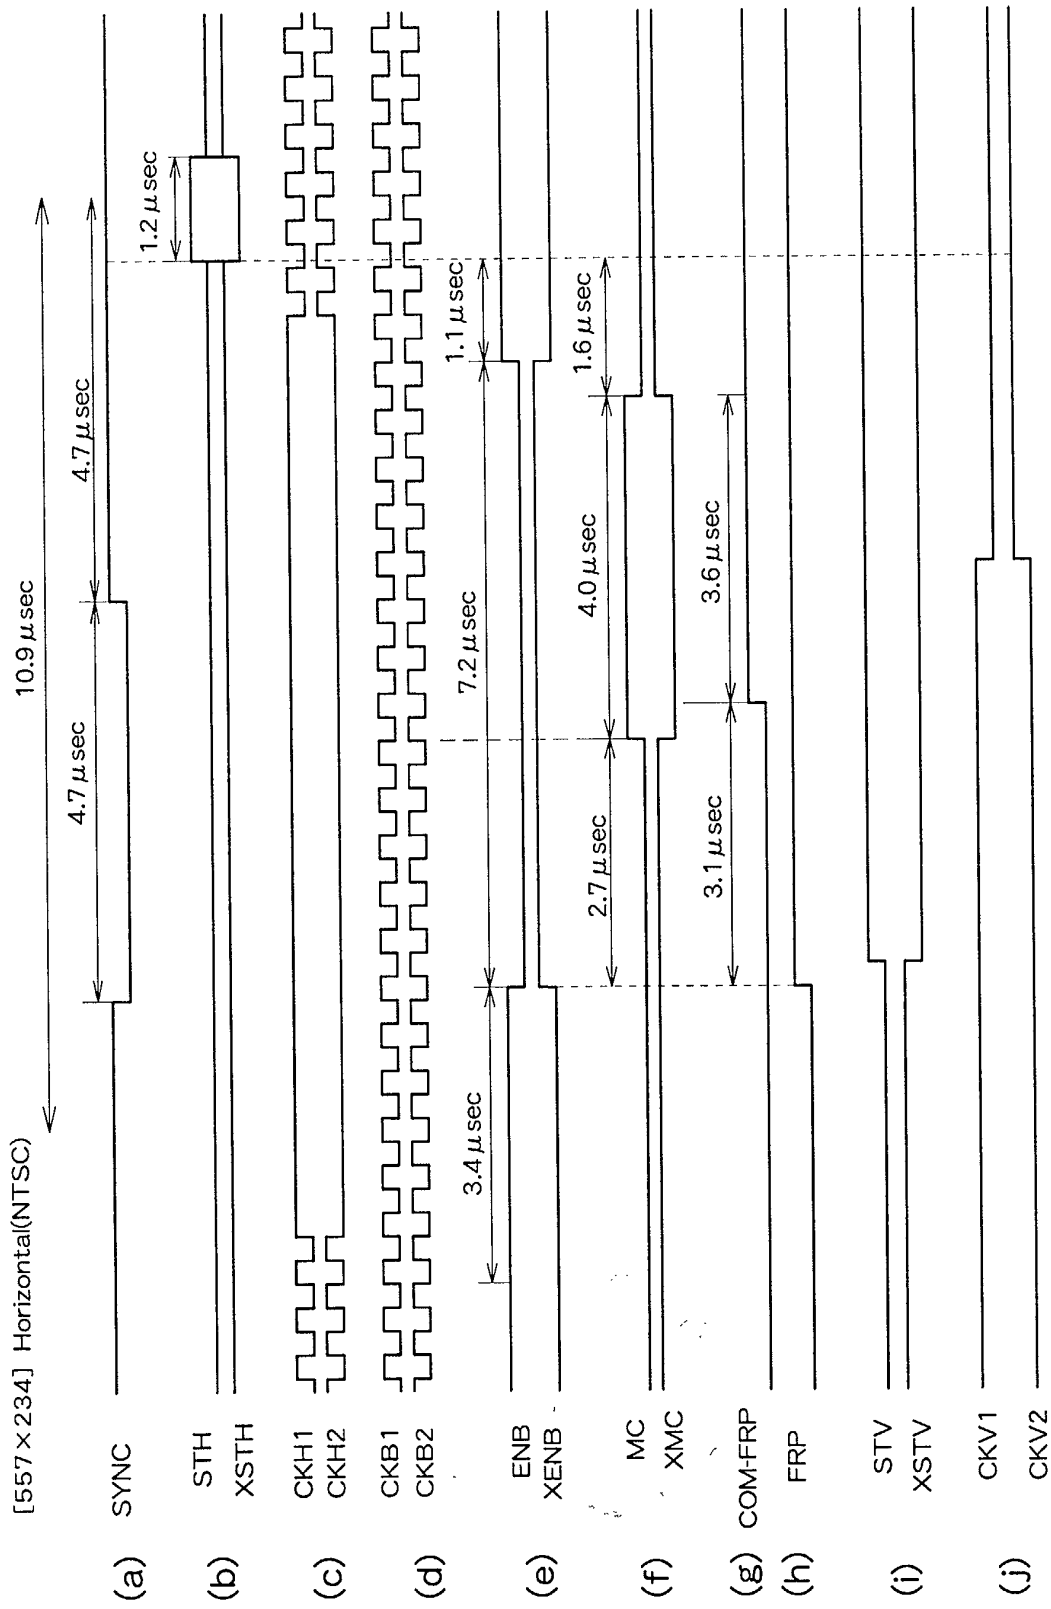 [557×234] Horizontal(NTSC)
10.9μsec
(a) SYNC
4.7μsec
4.7μsec
(b) STH
XSTH
1.2μsec
(c) CKH1
CKH2
(d) CKB1
CKB2
(e) ENB
XENB
3.4μsec
7.2μsec
1.1μsec
(f) MC
XMC
2.7μsec
4.0μsec
1.6μsec
(g) COM-FRP
3.1μsec
3.6μsec
(h) FRP
(i) STV
XSTV
(j) CKV1
CKV2